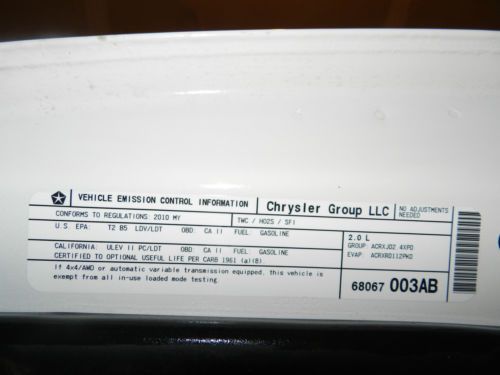 VEHICLE EMISSION CONTROL INFORMATION Chrysler Group LLC NO ADJUSTMENTS NEEDED
CONFORMS TO REGULATIONS: 2010 MY TWC / HO2S / SFI
U.S EPA: T2 B5 LDV/LDT OBD: CA II FUEL: GASOLINE
2.0 L
CALIFORNIA: ULEV II PC/LDT OBD: CA II FUEL: GASOLINE GROUP: ACRXJ02.4XPD
CERTIFIED TO OPTIONAL USEFUL LIFE PER CARB 1961 (a)(8) EVAP: ACRXR0112PKD
If 4x4/AWD or automatic variable transmission equipped, this vehicle is
exempt from all in-use loaded mode testing.
68067 003AB